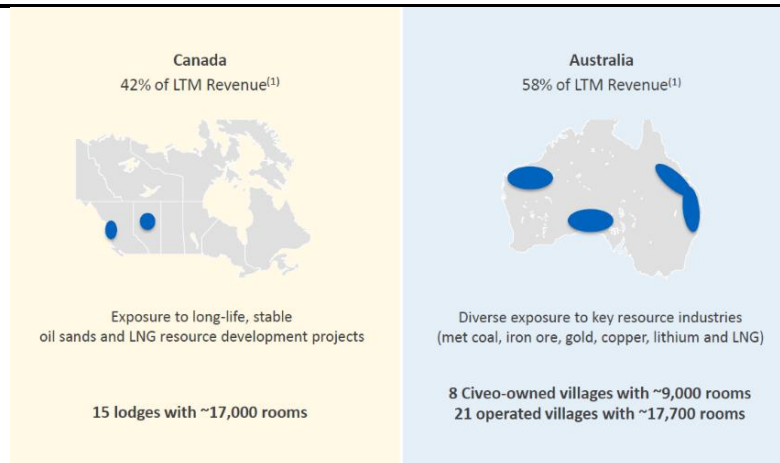 Canada
42% of LTM Revenue(1)
Exposure to long-life, stable
oil sands and LNG resource development projects
15 lodges with ~17,000 rooms
Australia
58% of LTM Revenue(1)
Diverse exposure to key resource industries
(met coal, iron ore, gold, copper, lithium and LNG)
8 Civeo-owned villages with ~9,000 rooms
21 operated villages with ~17,700 rooms